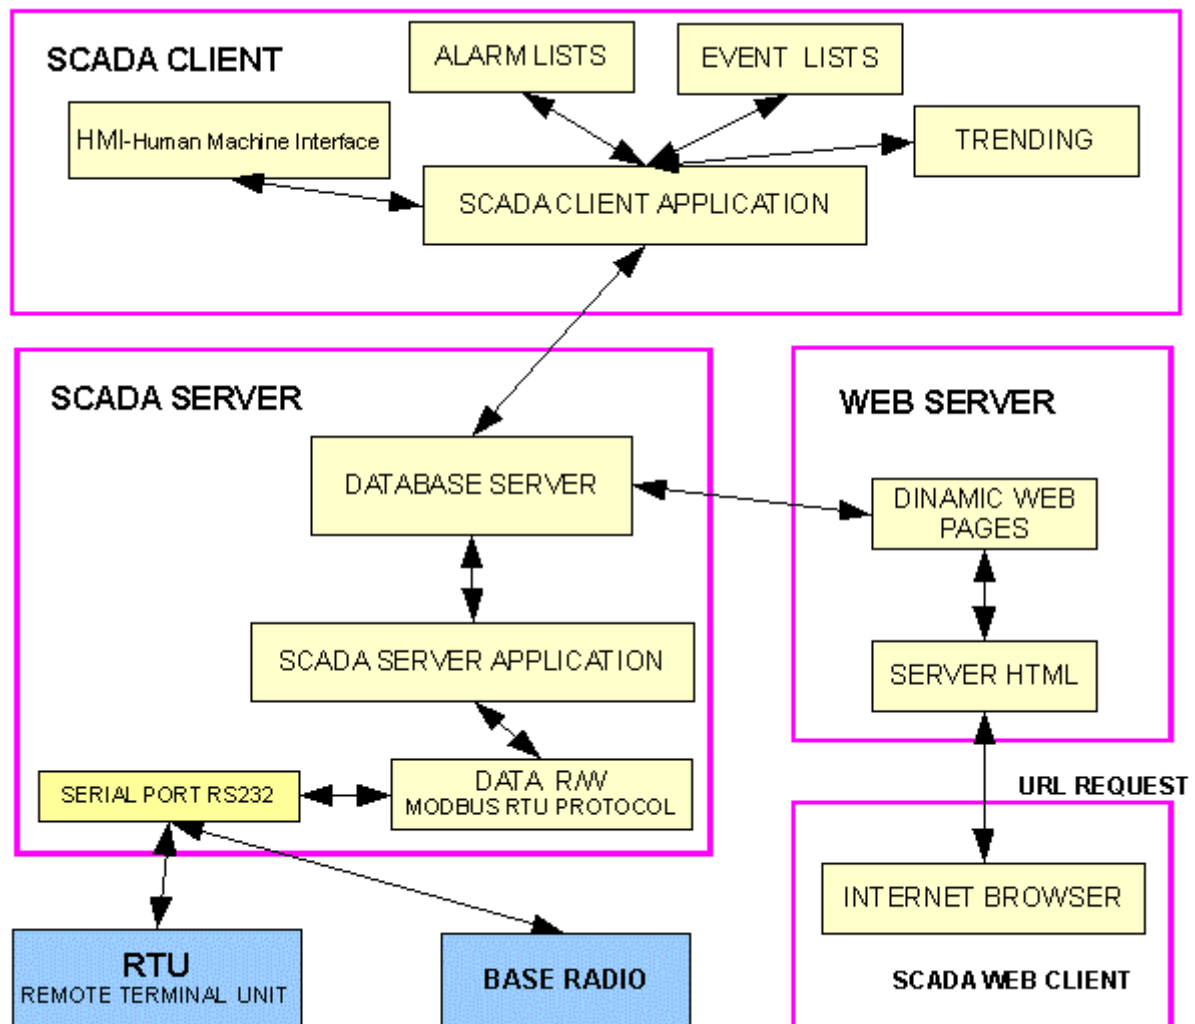 SCADA CLIENT
ALARM LISTS
EVENT LISTS
HMI-Human Machine Interface
TRENDING
SCADA CLIENT APPLICATION
SCADA SERVER
DATABASE SERVER
SCADA SERVER APPLICATION
DATA R/W
MODBUS RTU PROTOCOL
SERIAL PORT RS232
RTU
REMOTE TERMINAL UNIT
BASE RADIO
WEB SERVER
DINAMIC WEB
PAGES
SERVER HTML
URL REQUEST
INTERNET BROWSER
SCADA WEB CLIENT